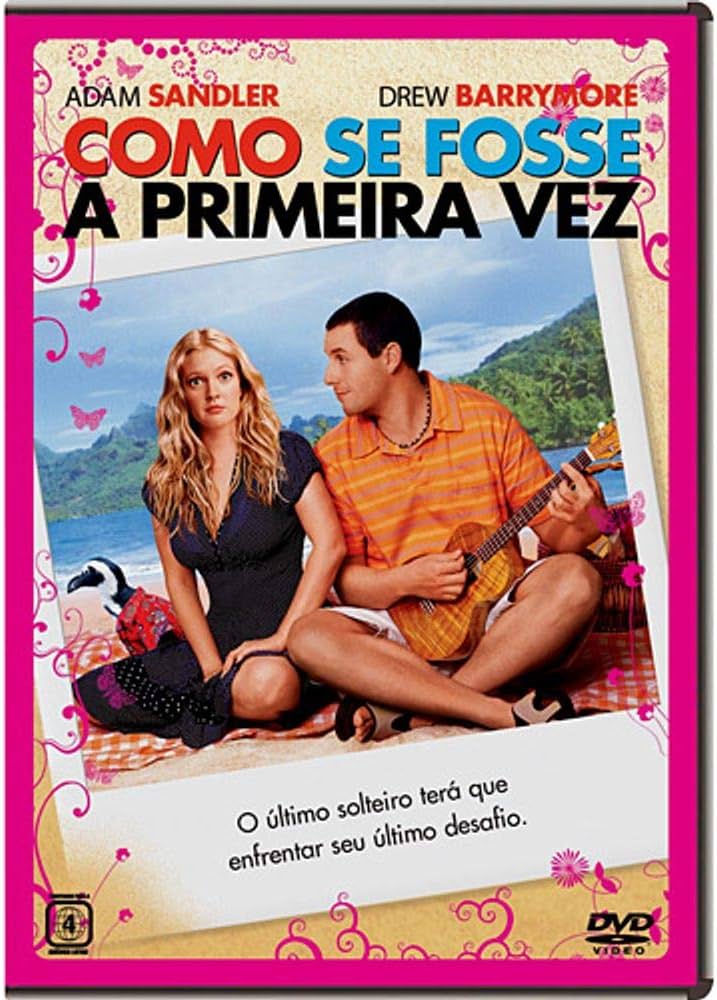 ADAM SANDLER DREW BARRYMORE
COMO SE FOSSE
A PRIMEIRA VEZ
O último solteiro terá que
enfrentar seu último desafio.
4
DVD
VIDEO